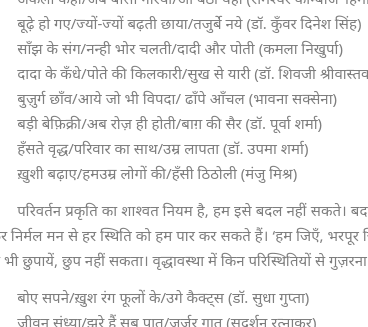 बूढ़े हो गए/ज्यों-ज्यों बढ़ती छाया/तजुर्बे नये (डॉ. कुँवर दिनेश सिंह)
साँझ के संग/नन्ही भोर चलती/दादी और पोती (कमला निखुर्पा)
दादा के कँधे/पोते की किलकारी/सुख से यारी (डॉ. शिवजी श्रीवास्तव
बुज़ुर्ग छाँव/आये जो भी विपदा/ ढाँपे आँचल (भावना सक्सेना)
बड़ी बेफ़िक्री/अब रोज़ ही होती/बाग़ की सैर (डॉ. पूर्वा शर्मा)
हँसते वृद्ध/परिवार का साथ/उम्र लापता (डॉ. उपमा शर्मा)
ख़ुशी बढ़ाए/हमउम्र लोगों की/हँसी ठिठोली (मंजु मिश्र)
परिवर्तन प्रकृति का शाश्वत नियम है, हम इसे बदल नहीं सकते।
निर्मल मन से हर स्थिति को हम पार कर सकते हैं। 'हम जिएँ, भरपूर
भी छुपायें, छुप नहीं सकता। वृद्धावस्था में किन परिस्थितियों से गुज़रना
बोए सपने/ख़ुश रंग फूलों के/उगे कैक्ट्स (डॉ. सुधा गुप्ता)
जीवन संध्या/झरे हैं सब पात/जर्जर गात (सुदर्शन रत्नाकर)